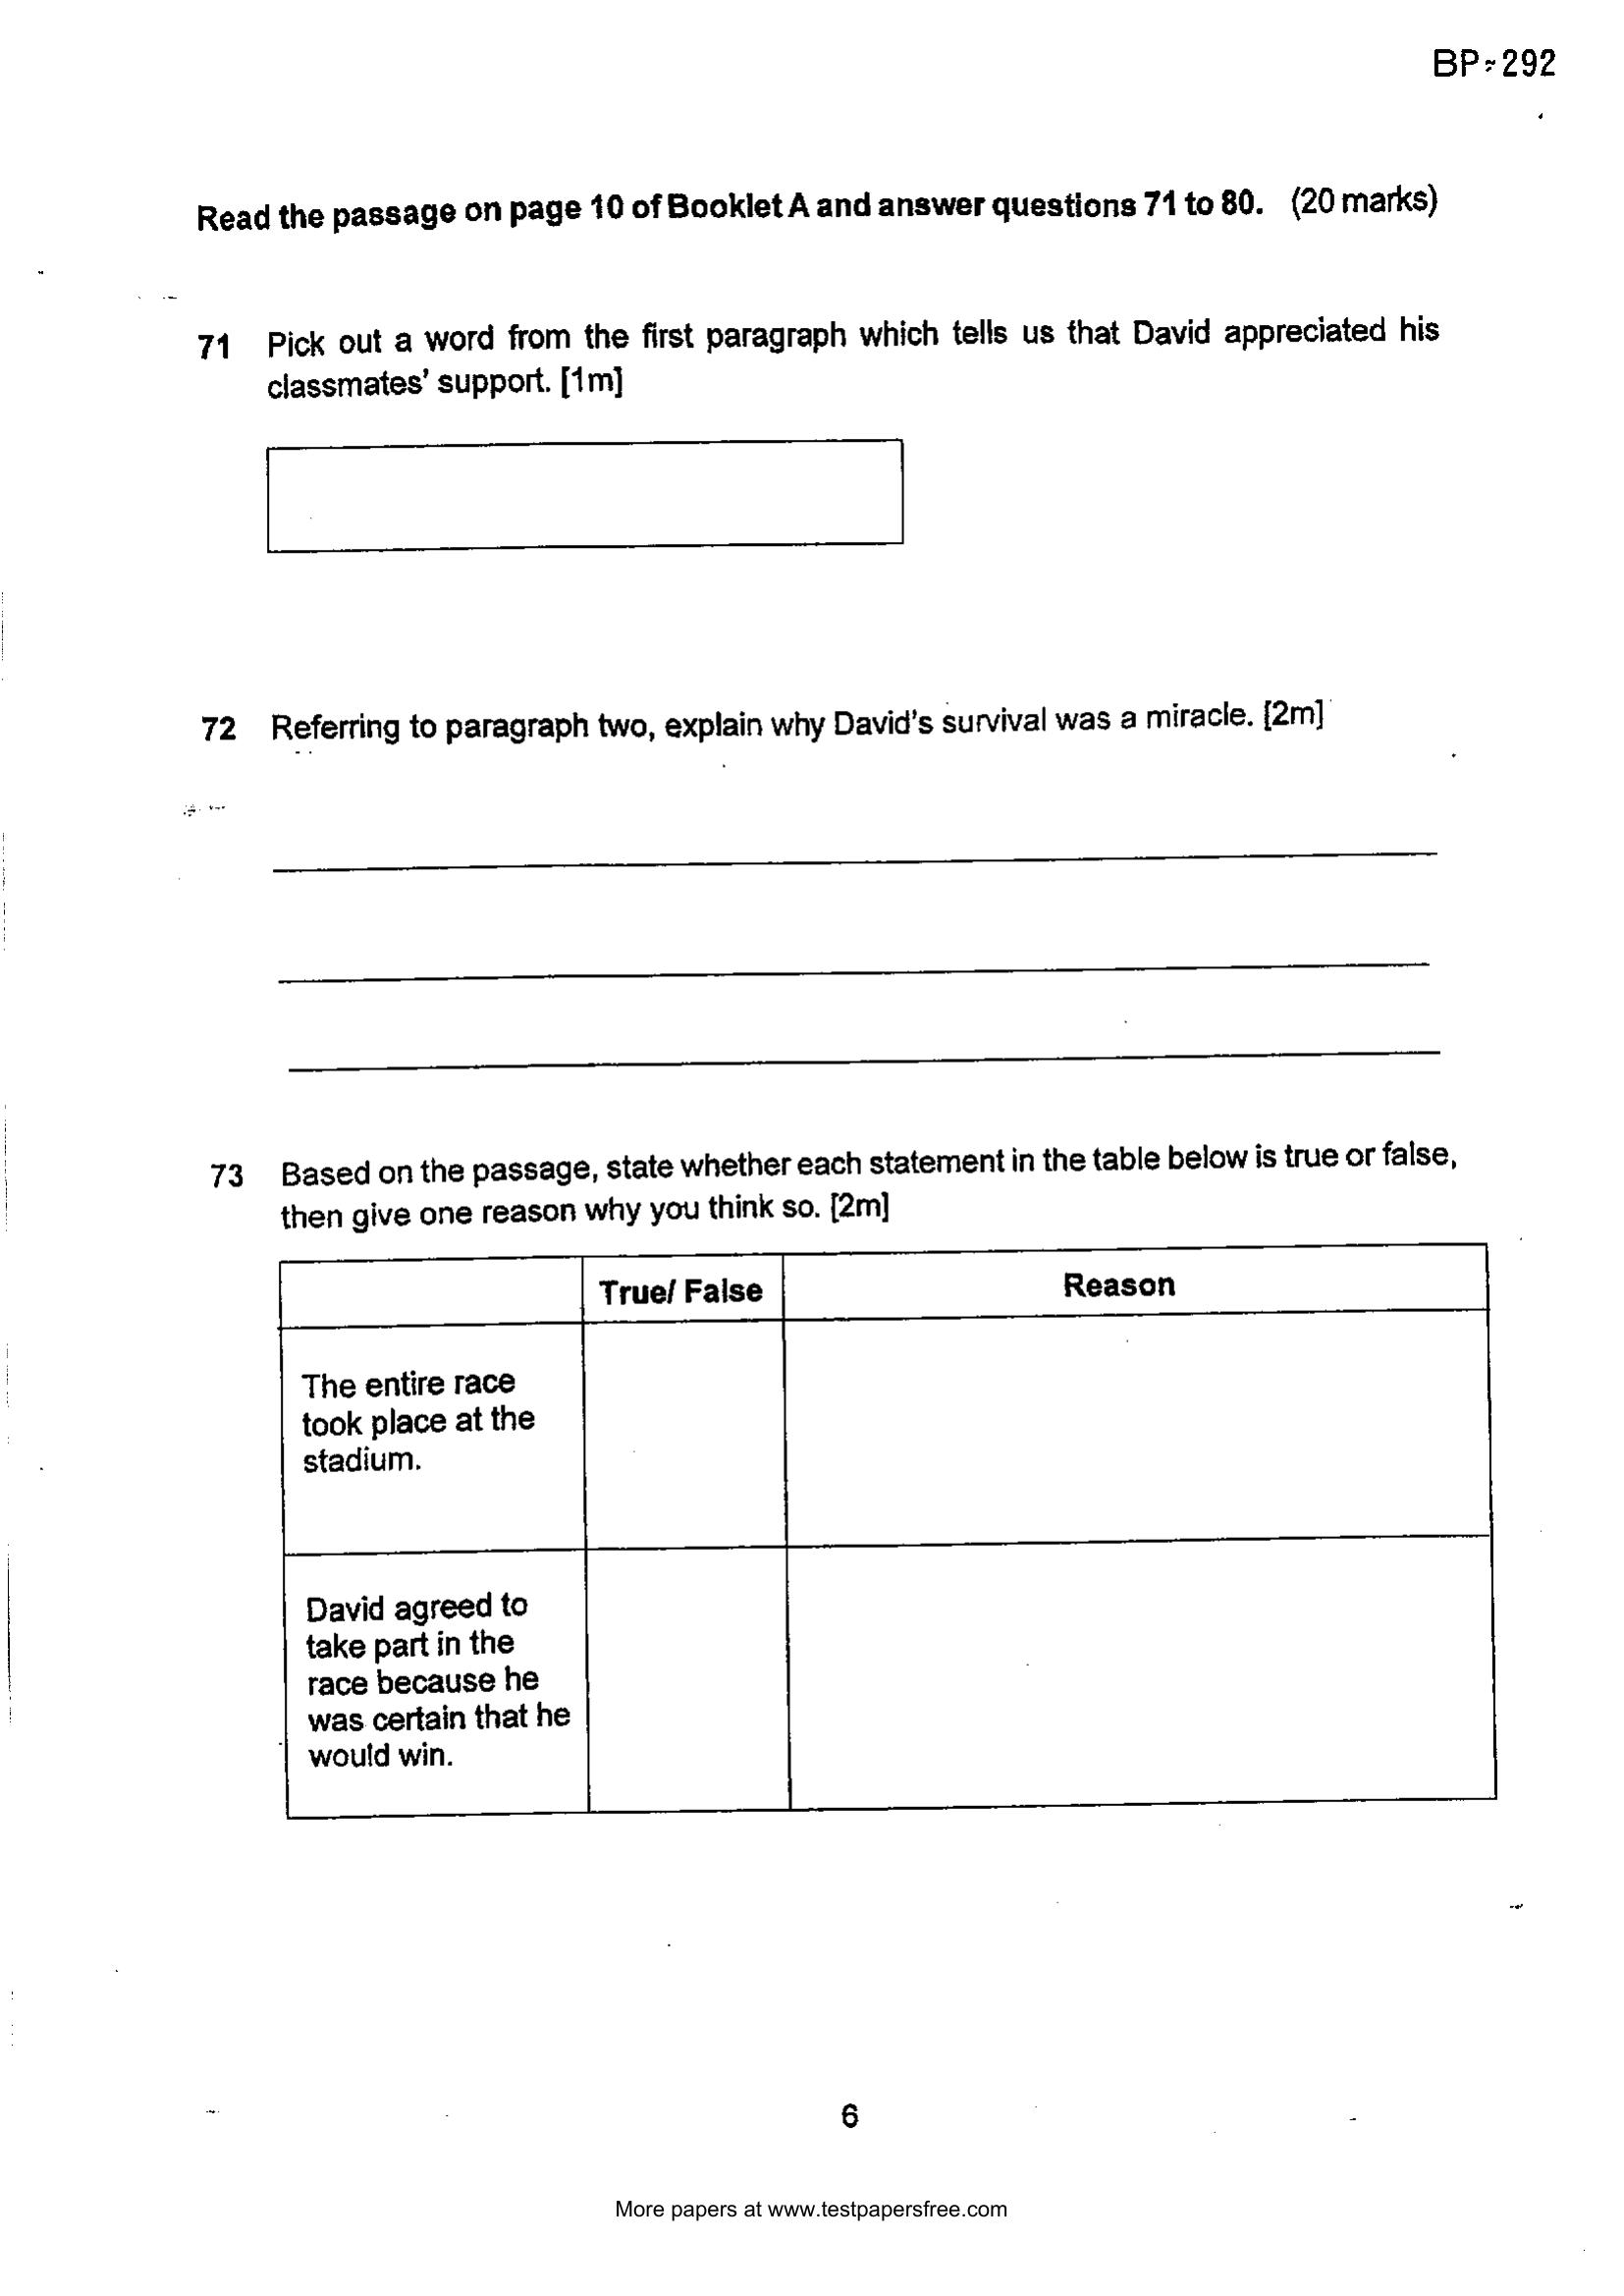 BP-292
Read the passage on page 10 of Booklet A and answer questions 71 to 80. (20 marks)
71 Pick out a word from the first paragraph which tells us that David appreciated his
classmates' support. [1m]
72 Referring to paragraph two, explain why David's survival was a miracle. [2m]
73 Based on the passage, state whether each statement in the table below is true or false,
then give one reason why you think so. [2m]
True/ False
Reason
The entire race
took place at the
stadium.
David agreed to
take part in the
race because he
was certain that he
would win.
6
More papers at www.testpapersfree.com